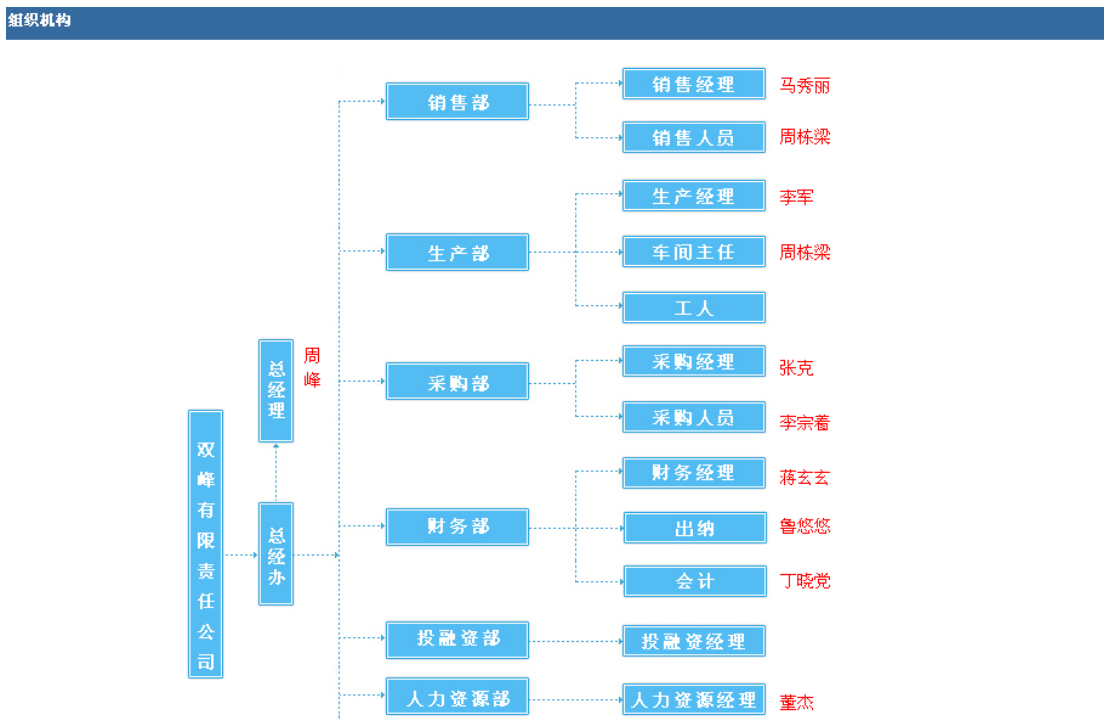 组织机构
双峰有限责任公司
总经办
总经理
周峰
销售部
销售经理 马秀丽
销售人员 周栋梁
生产部
生产经理 李军
车间主任 周栋梁
工人
采购部
采购经理 张克
采购人员 李宗着
财务部
财务经理 蒋玄玄
出纳 鲁悠悠
会计 丁晓党
投融资部
投融资经理
人力资源部
人力资源经理 董杰